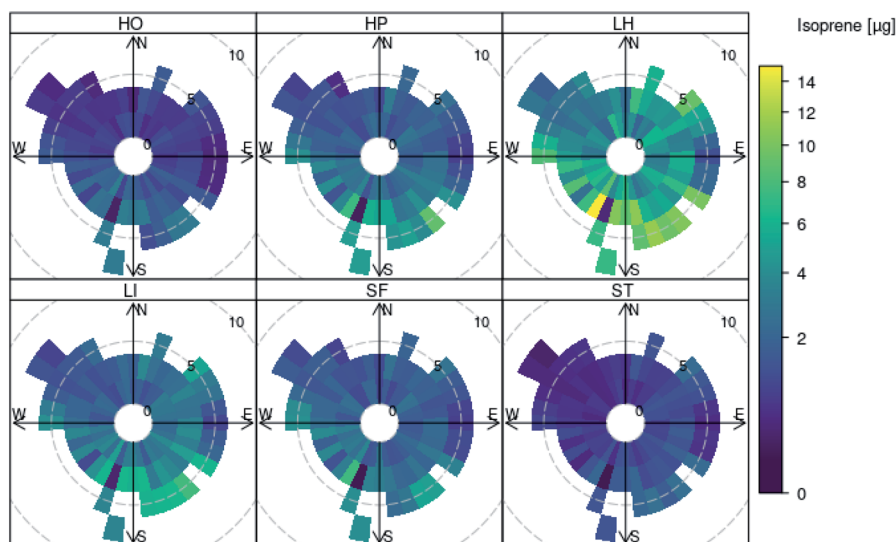 HO HP LH Isoprene [µg]
N 10 N 10 N 10
14
5 5 5
12
10
W 0 E W 0 E W 0 E
8
6
S S S
4
LI SF ST
N 10 N 10 N 10
2
5 5 5
W 0 E W 0 E W 0 E
0
S S S